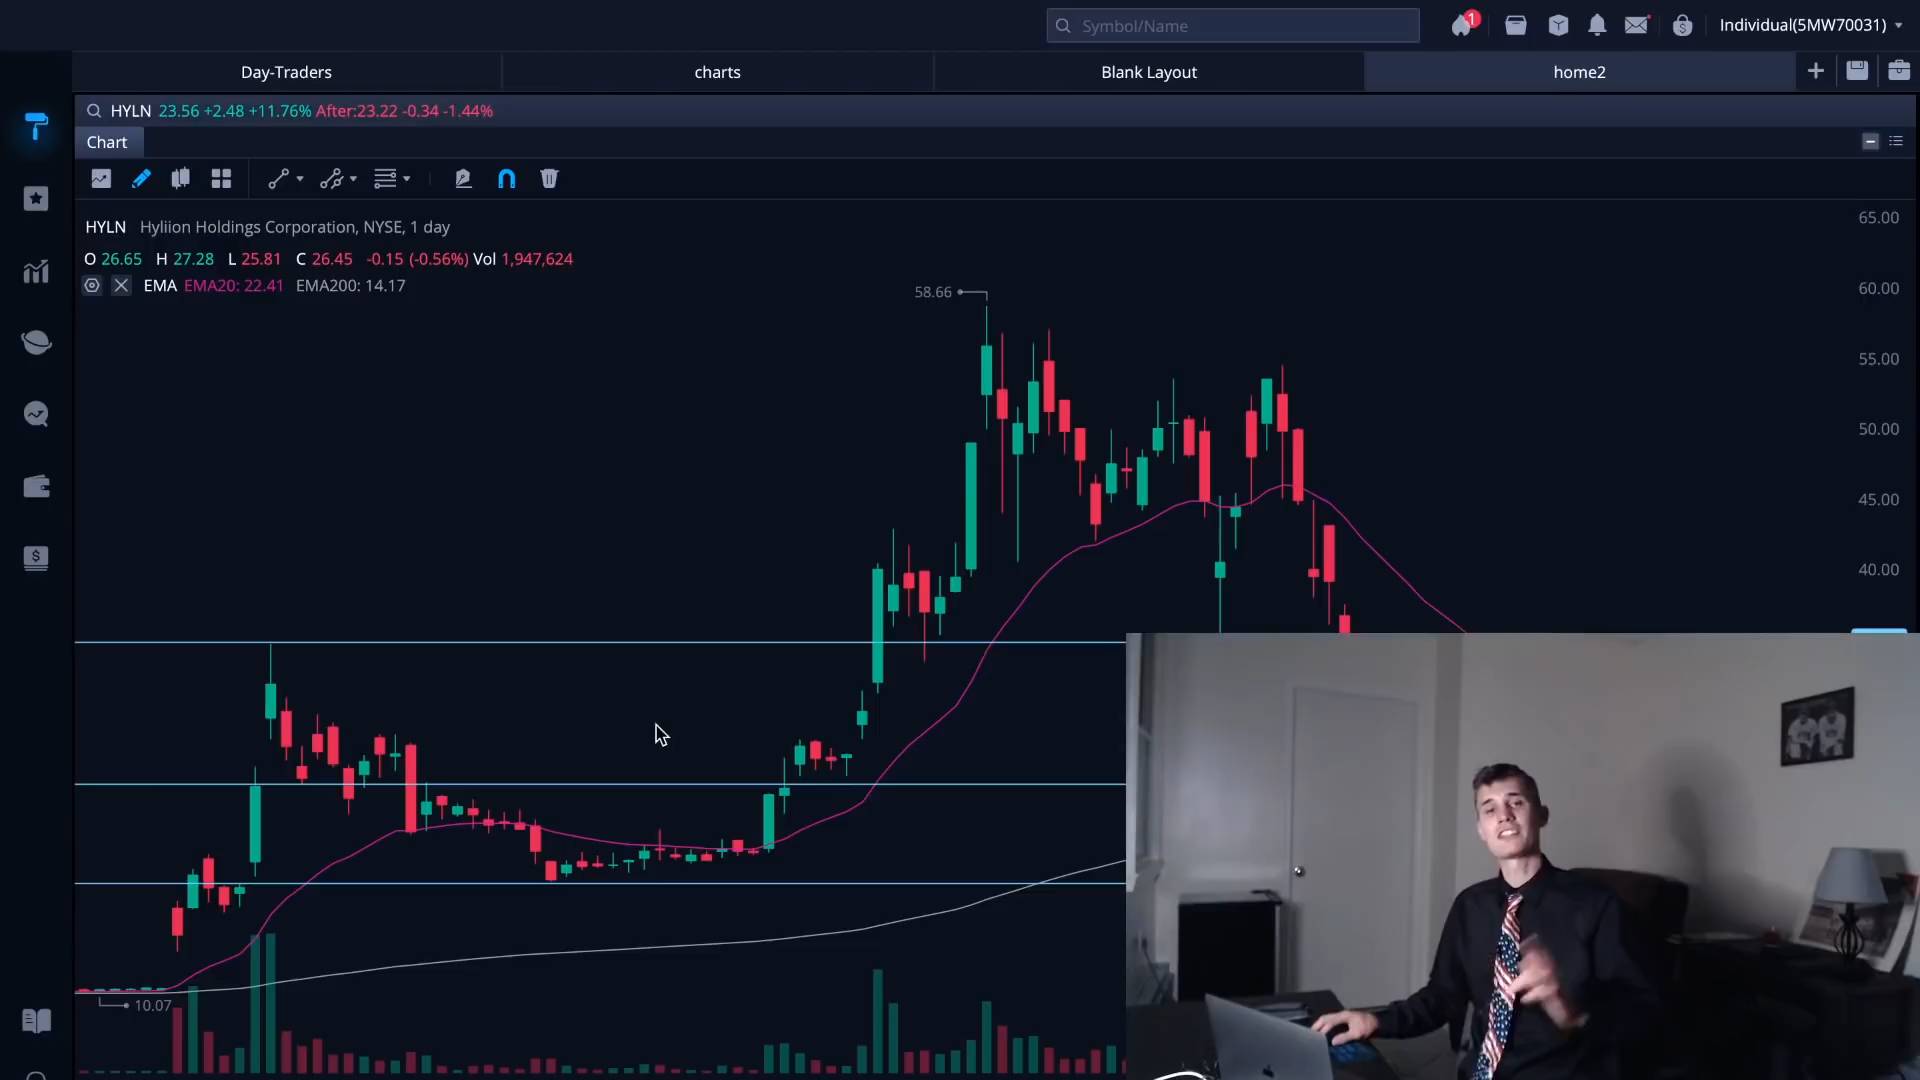 Symbol/Name
1
Individual(5MW70031)
Day-Traders
charts
Blank Layout
home2
HYLN 23.56 +2.48 +11.76% After:23.22 -0.34 -1.44%
Chart
HYLN Hyliion Holdings Corporation, NYSE, 1 day
O 26.65 H 27.28 L 25.81 C 26.45 -0.15 (-0.56%) Vol 1,947,624
EMA EMA20: 22.41 EMA200: 14.17
65.00
58.66
60.00
55.00
50.00
45.00
40.00
10.07